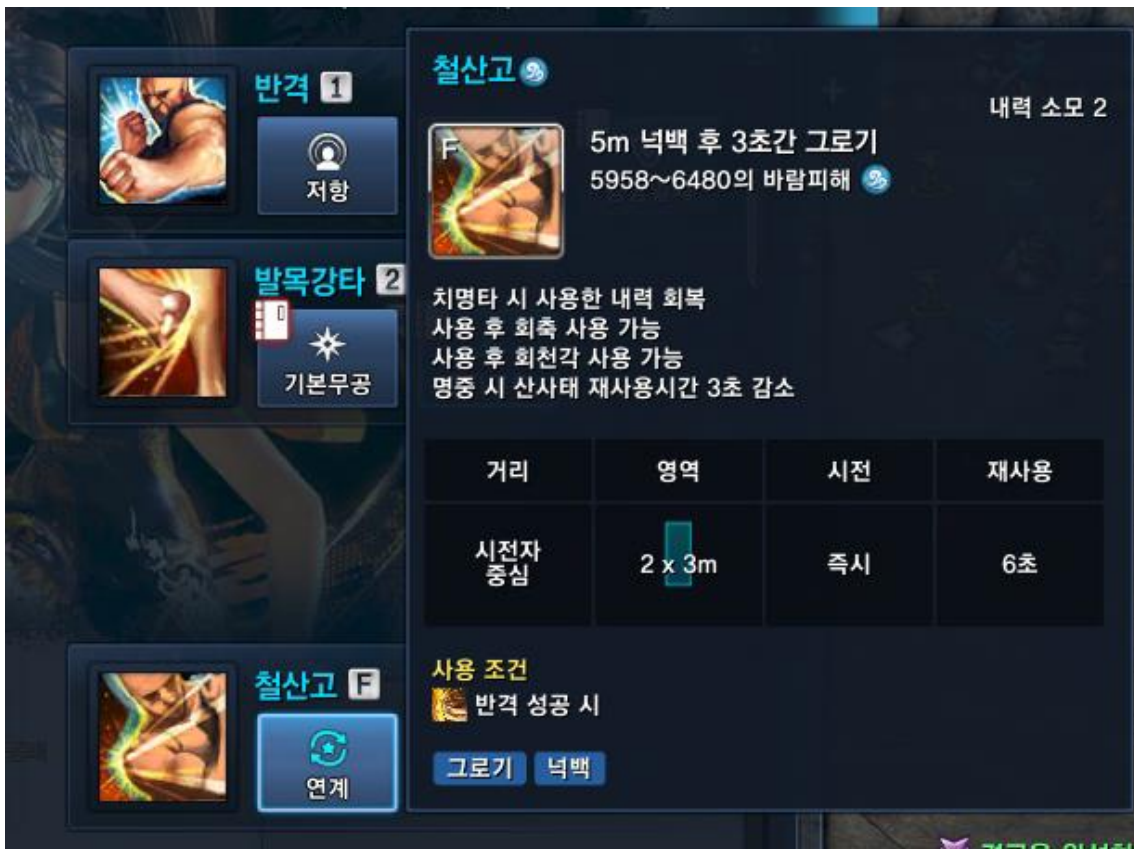 반격 1
저항
발목강타 2
기본무공
철산고 F
연계
철산고
내력 소모 2
F
5m 넉백 후 3초간 그로기
5958~6480의 바람피해
치명타 시 사용한 내력 회복
사용 후 회축 사용 가능
사용 후 회천각 사용 가능
명중 시 산사태 재사용시간 3초 감소
거리 영역 시전 재사용
시전자
중심
2 x 3m
즉시
6초
사용 조건
반격 성공 시
그로기 넉백